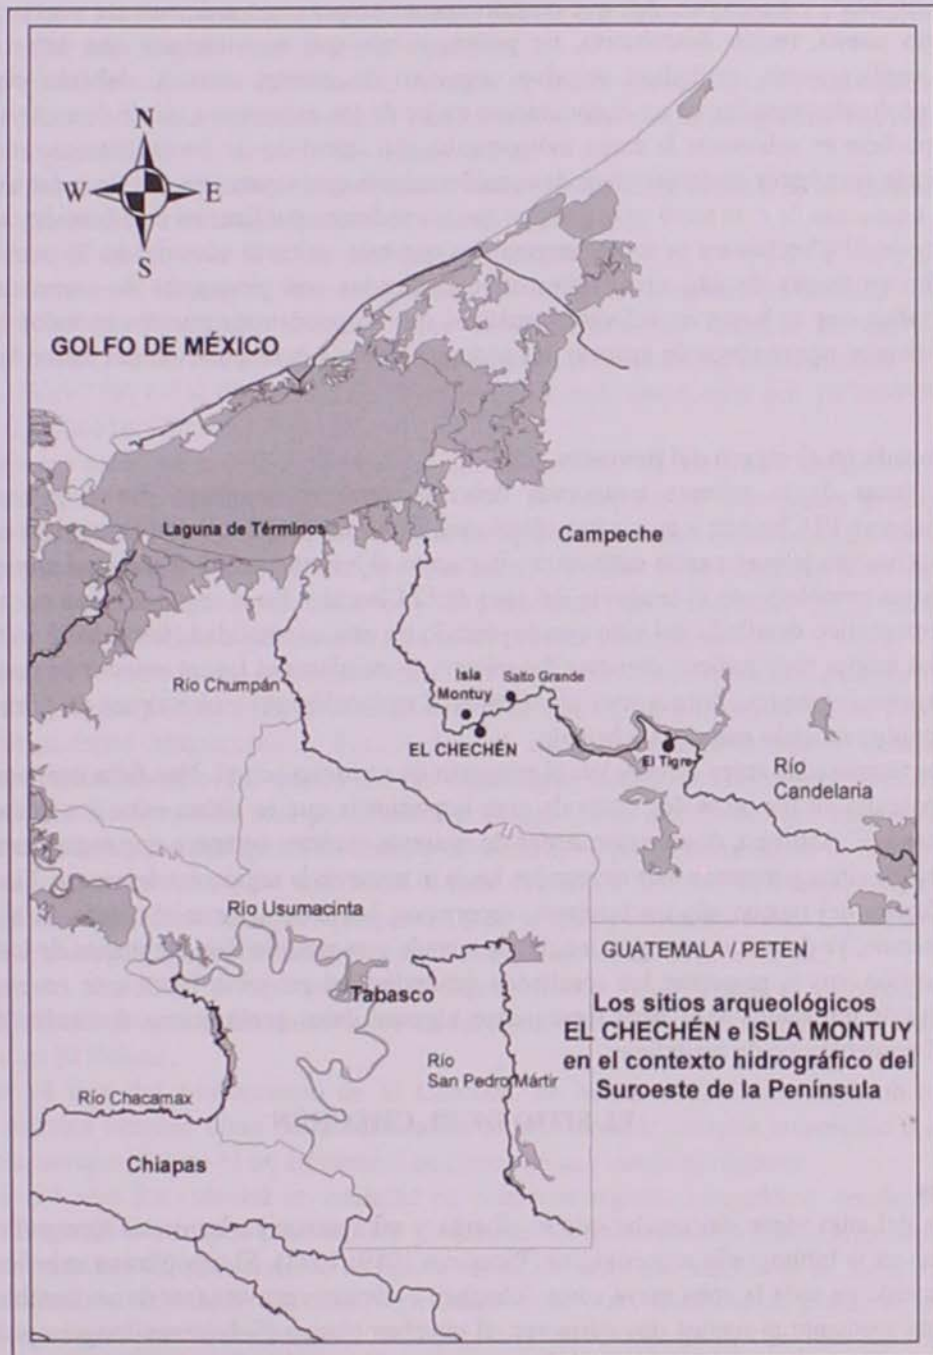 N
W E
S
GOLFO DE MÉXICO
Laguna de Términos
Campeche
Río Chumpán
Isla
Montuy
Salto Grande
EL CHECHÉN
El Tigre
Río
Candelaria
Río Usumacinta
Tabasco
GUATEMALA / PETEN
Los sitios arqueológicos
EL CHECHÉN e ISLA MONTUY
en el contexto hidrográfico del
Suroeste de la Península
Río
San Pedro Mártir
Río Chacamax
Chiapas